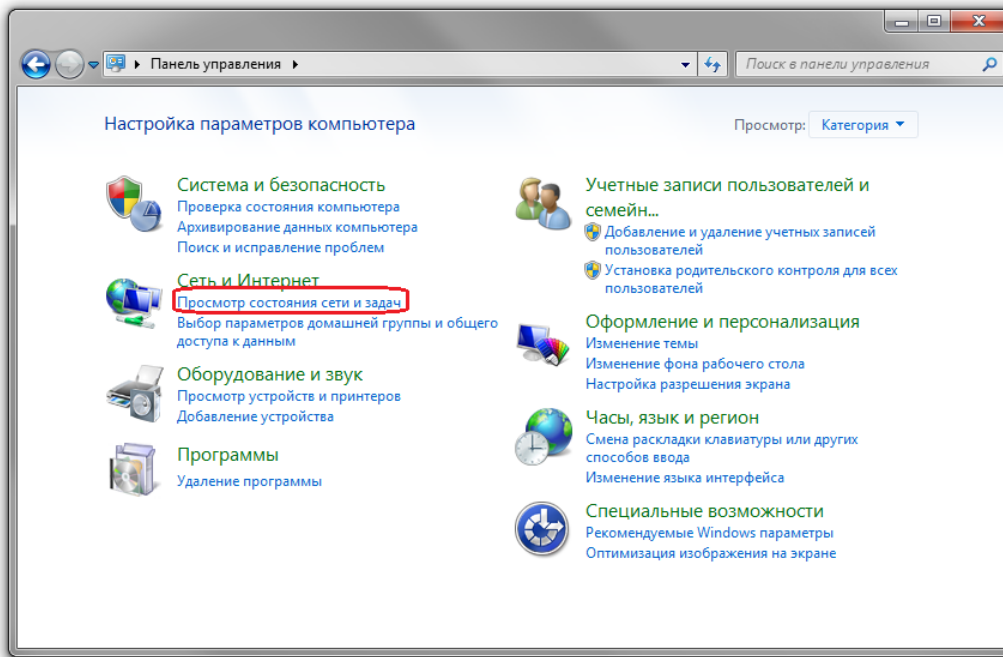 Панель управления
Поиск в панели управления
Настройка параметров компьютера
Просмотр: Категория
Система и безопасность
Проверка состояния компьютера
Архивирование данных компьютера
Поиск и исправление проблем
Сеть и Интернет
Просмотр состояния сети и задач
Выбор параметров домашней группы и общего
доступа к данным
Оборудование и звук
Просмотр устройств и принтеров
Добавление устройства
Программы
Удаление программы
Учетные записи пользователей и
семейн...
Добавление и удаление учетных записей
пользователей
Установка родительского контроля для всех
пользователей
Оформление и персонализация
Изменение темы
Изменение фона рабочего стола
Настройка разрешения экрана
Часы, язык и регион
Смена раскладки клавиатуры или других
способов ввода
Изменение языка интерфейса
Специальные возможности
Рекомендуемые Windows параметры
Оптимизация изображения на экране